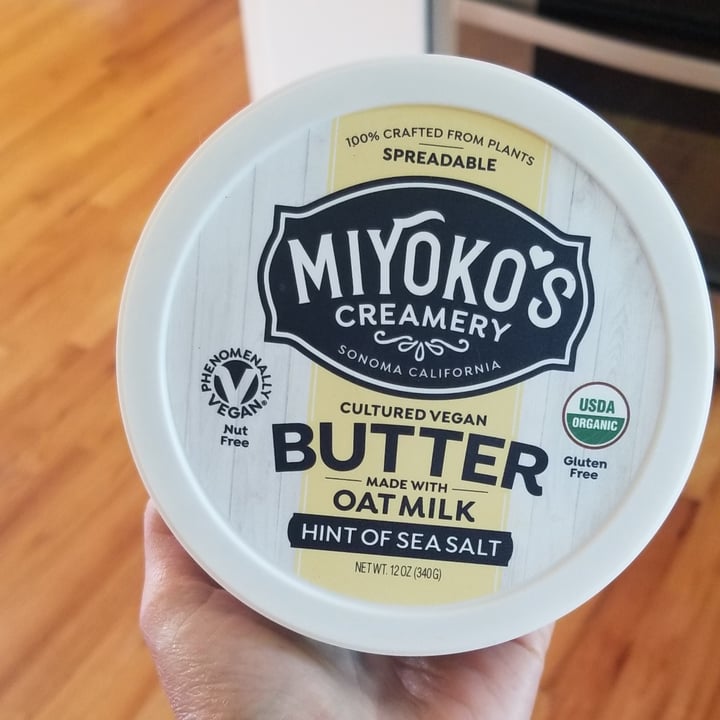 100% CRAFTED FROM PLANTS
SPREADABLE
MIYOKO'S
CREAMERY
SONOMA CALIFORNIA
PHENOMENALLY
VEGAN
Nut
Free
USDA
ORGANIC
Gluten
Free
CULTURED VEGAN
BUTTER
MADE WITH
OAT MILK
HINT OF SEA SALT
NET WT. 12 OZ (340G)